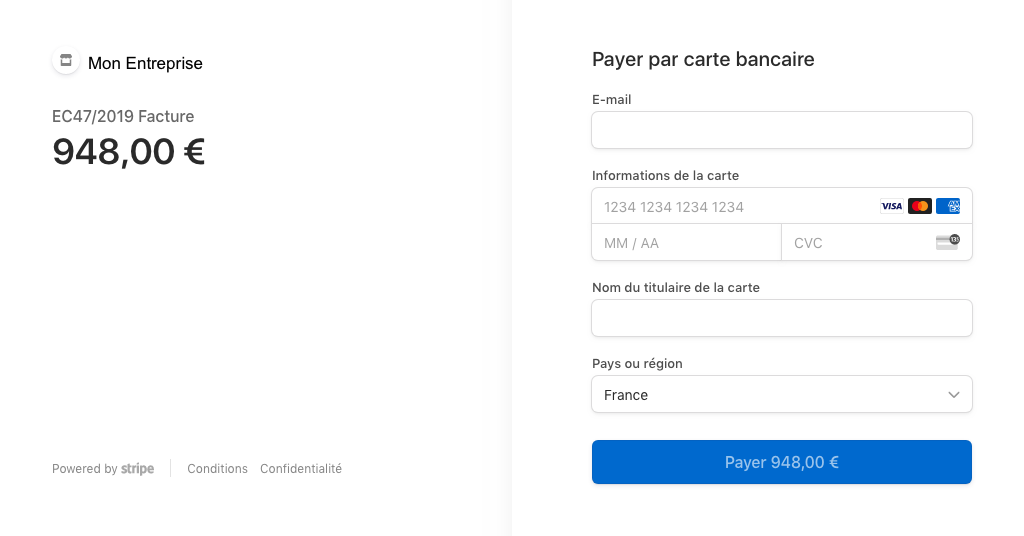 Mon Entreprise
EC47/2019 Facture
948,00 €
Powered by stripe
Conditions
Confidentialité
Payer par carte bancaire
E-mail
Informations de la carte
1234 1234 1234 1234
VISA
AMEX
MM / AA
CVC
135
Nom du titulaire de la carte
Pays ou région
France
Payer 948,00 €